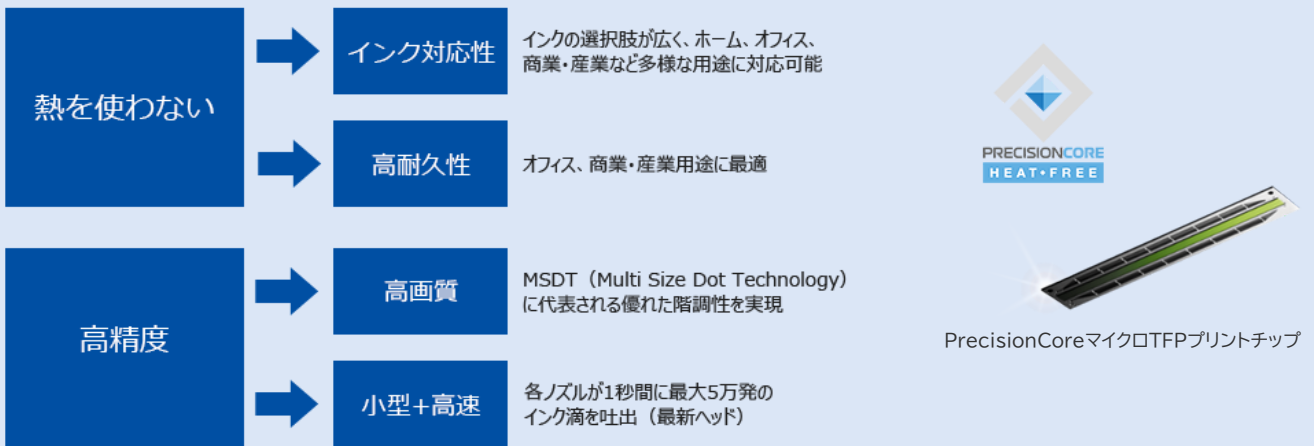 熱を使わない
インク対応性
インクの選択肢が広く、ホーム、オフィス、
商業・産業など多様な用途に対応可能
高耐久性
オフィス、商業・産業用途に最適
高精度
高画質
MSDT（Multi Size Dot Technology）
に代表される優れた階調性を実現
小型+高速
各ノズルが1秒間に最大5万発の
インク滴を吐出（最新ヘッド）
PRECISIONCORE
HEAT・FREE
PrecisionCoreマイクロTFPプリントチップ